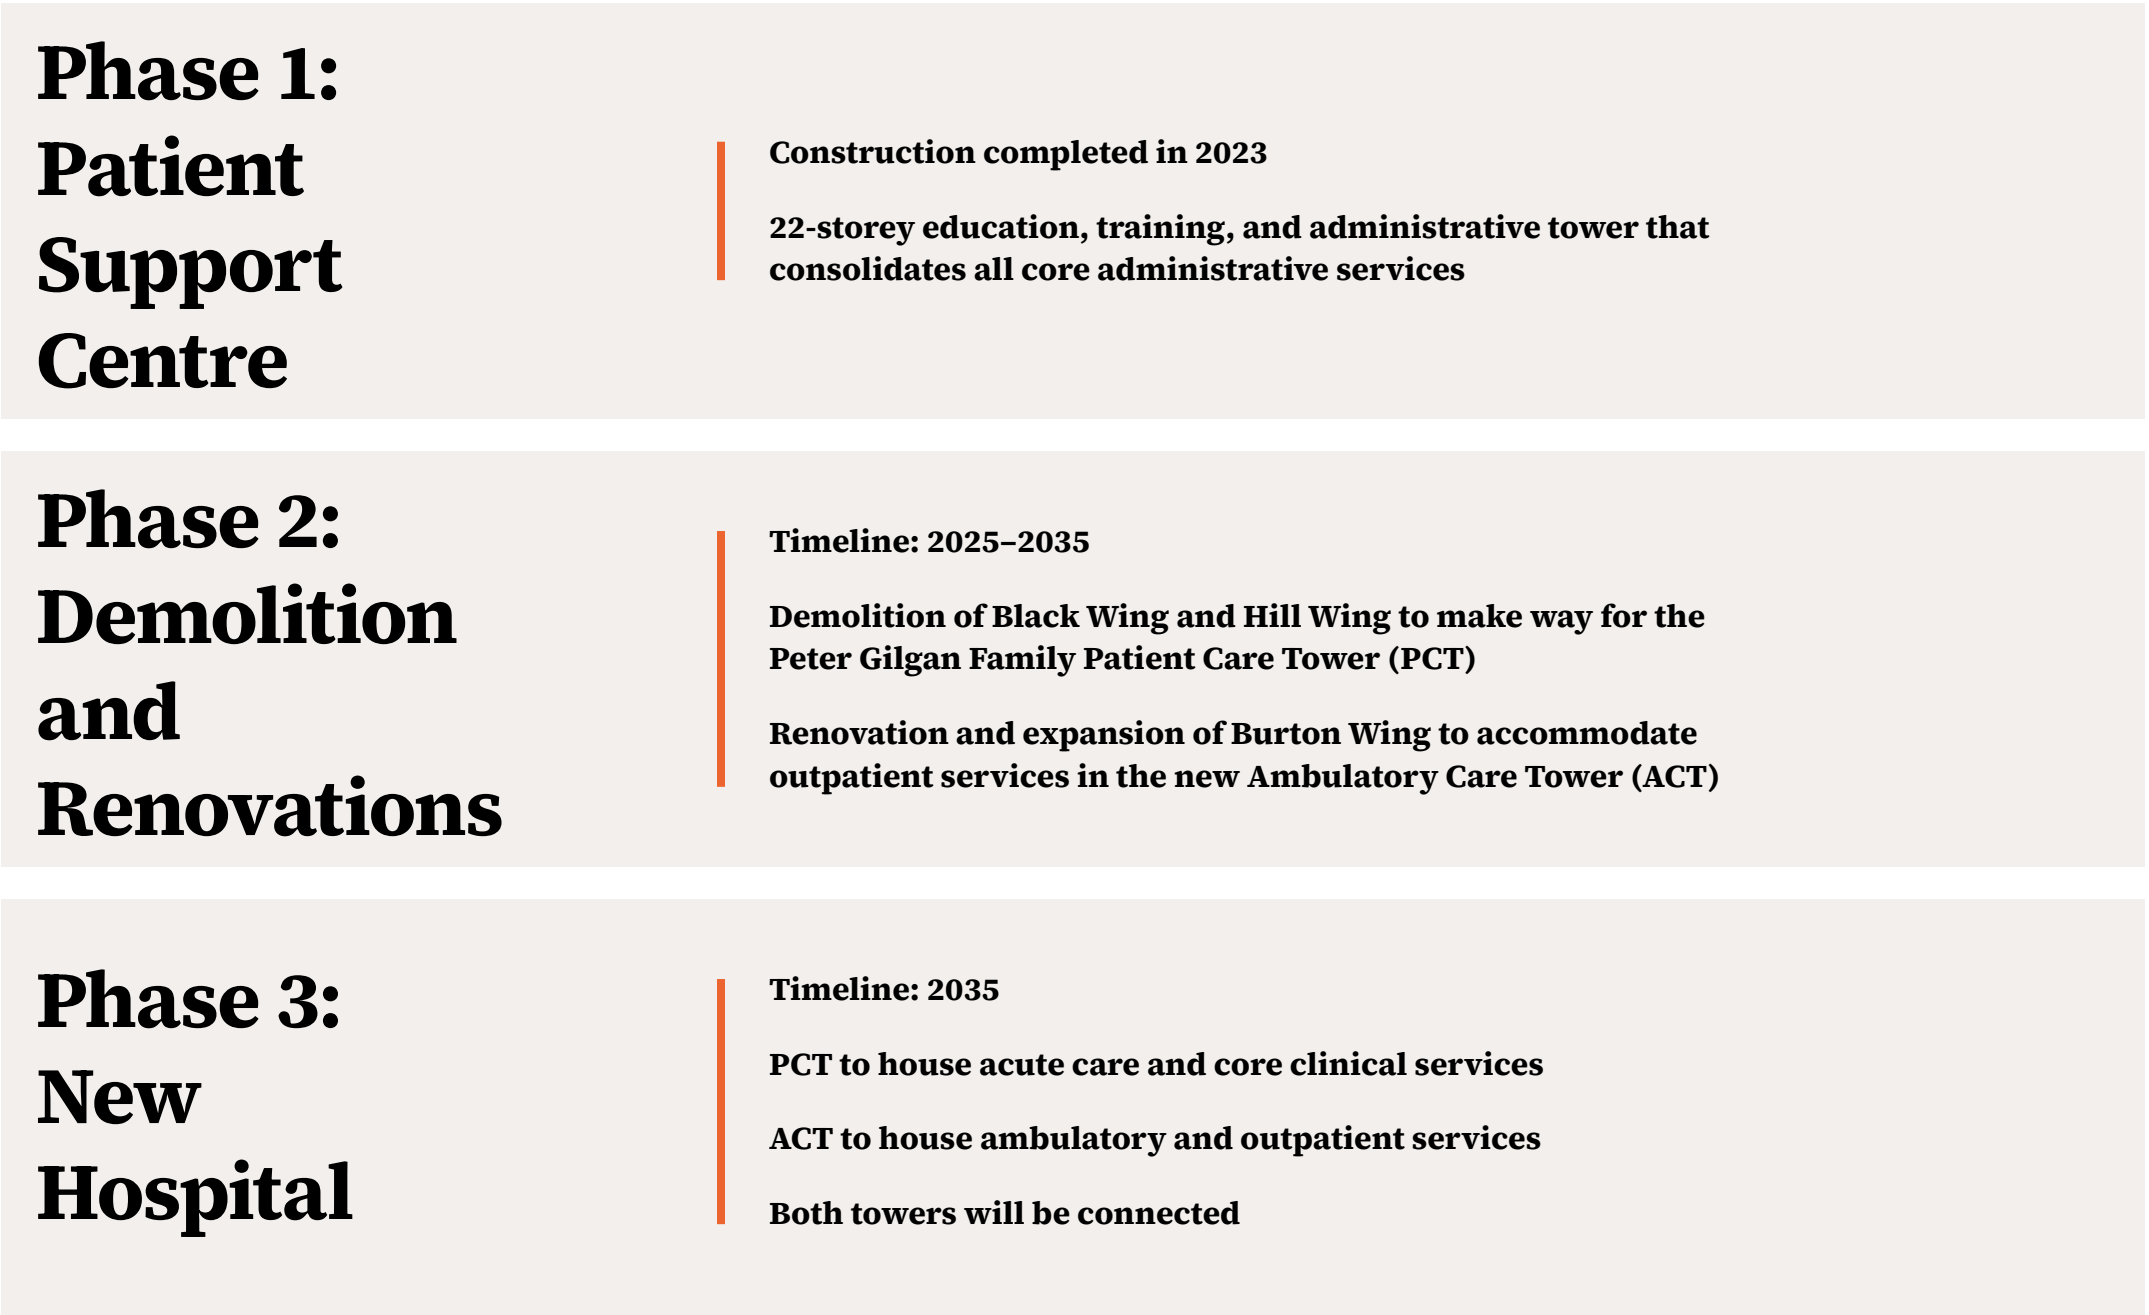 Phase 1:
Patient
Support
Centre
Construction completed in 2023
22-storey education, training, and administrative tower that
consolidates all core administrative services
Phase 2:
Demolition
and
Renovations
Timeline: 2025–2035
Demolition of Black Wing and Hill Wing to make way for the
Peter Gilgan Family Patient Care Tower (PCT)
Renovation and expansion of Burton Wing to accommodate
outpatient services in the new Ambulatory Care Tower (ACT)
Phase 3:
New
Hospital
Timeline: 2035
PCT to house acute care and core clinical services
ACT to house ambulatory and outpatient services
Both towers will be connected